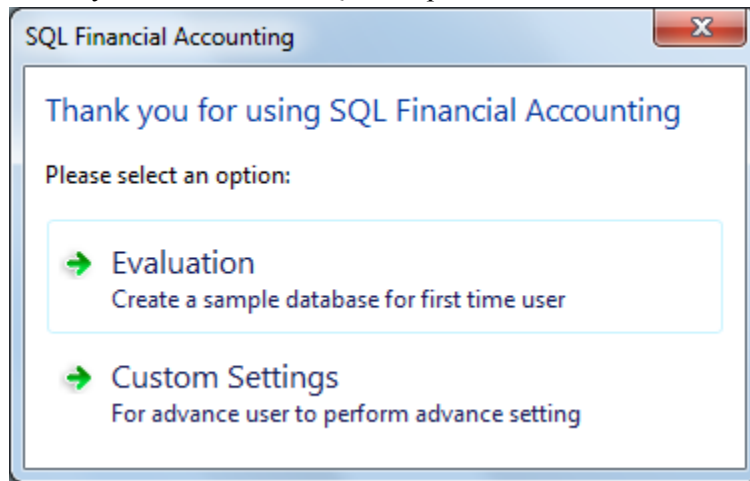 SQL Financial Accounting
Thank you for using SQL Financial Accounting
Please select an option:
Evaluation
Create a sample database for first time user
Custom Settings
For advance user to perform advance setting